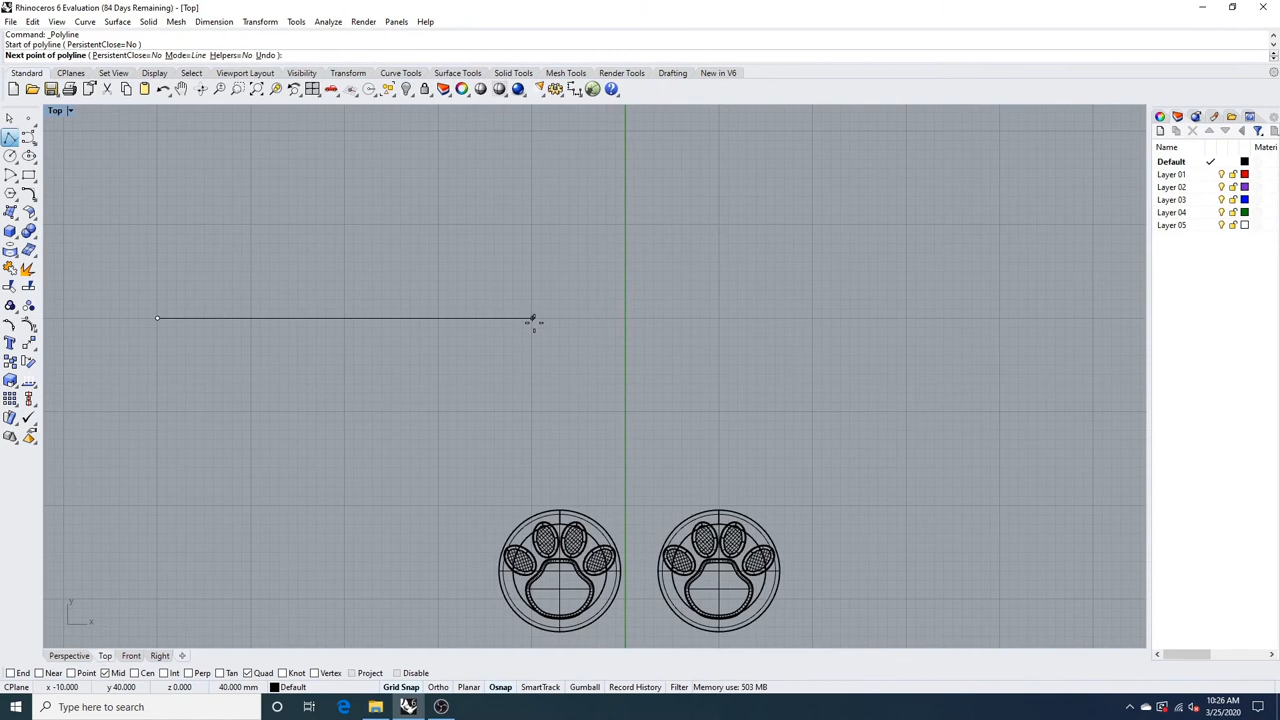 Rhinoceros 6 Evaluation (84 Days Remaining) - [Top]
File Edit View Curve Surface Solid Mesh Dimension Transform Tools Analyze Render Panels Help
Command: _Polyline
Start of polyline ( PersistentClose=No )
Next point of polyline ( PersistentClose=No Mode=Line Helpers=No Undo ):
Standard CPlanes Set View Display Select Viewport Layout Visibility Transform Curve Tools Surface Tools Solid Tools Mesh Tools Render Tools Drafting New in V6
Top
Name Materi
Default
Layer 01
Layer 02
Layer 03
Layer 04
Layer 05
y
x
Perspective Top Front Right
End Near Point Mid Cen Int Perp Tan Quad Knot Vertex Project Disable
CPlane x -10.000 y 40.000 z 0.000 40.000 mm Default Grid Snap Ortho Planar Osnap SmartTrack Gumball Record History Filter Memory use: 503 MB
Type here to search
10:26 AM
3/25/2020